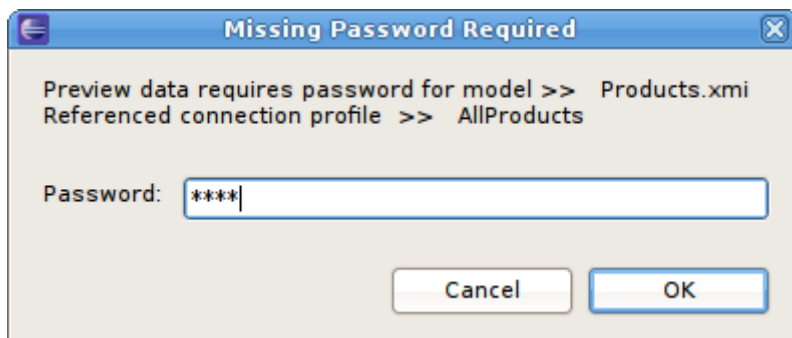 Missing Password Required
Preview data requires password for model >> Products.xmi
Referenced connection profile >> AllProducts
Password: ****
Cancel OK